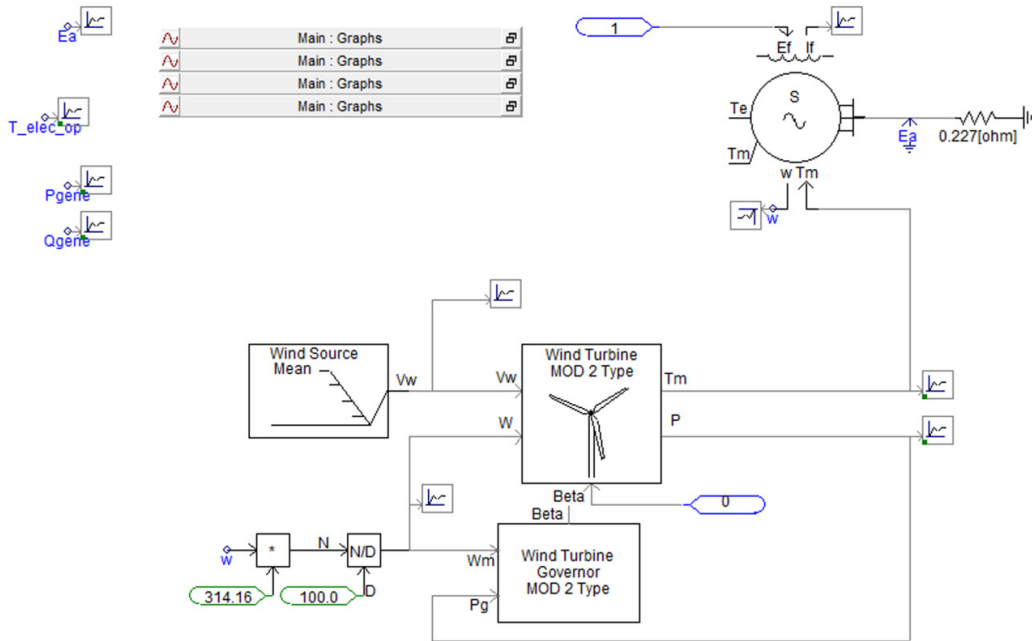 Ea
T_elec_op
Pgene
Qgene
Main : Graphs
Main : Graphs
Main : Graphs
Main : Graphs
1
Ef If
S
Te
Tm
w Tm
w
Ea
0.227[ohm]
Wind Source
Mean
Vw
Vw
W
Wind Turbine
MOD 2 Type
Tm
P
Beta
0
Beta
Wind Turbine
Governor
MOD 2 Type
Wm
Pg
w
*
N
N/D
D
314.16
100.0